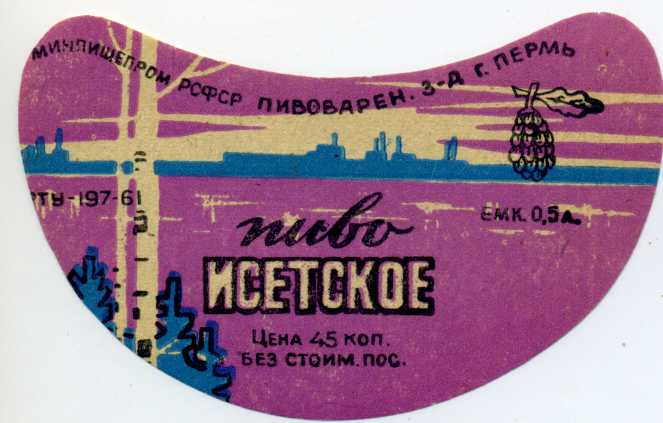 МИНПИЩЕПРОМ РСФСР ПИВОВАРЕН. З-Д Г. ПЕРМЬ
РТУ-197-61
ЕМК. 0,5 л.
пиво
ИСЕТСКОЕ
ЦЕНА 45 КОП.
БЕЗ СТОИМ. ПОС.